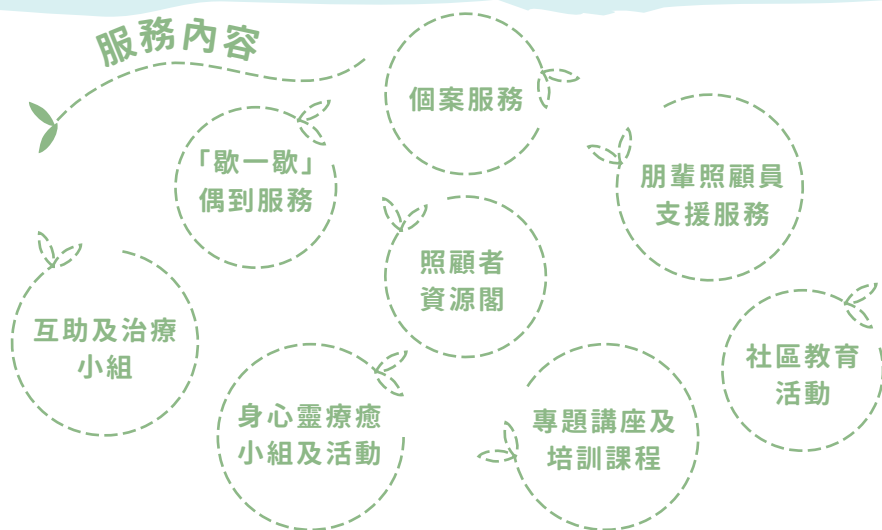 服務內容
個案服務
「歇一歇」
偶到服務
朋輩照顧員
支援服務
照顧者
資源閣
互助及治療
小組
社區教育
活動
身心靈療癒
小組及活動
專題講座及
培訓課程